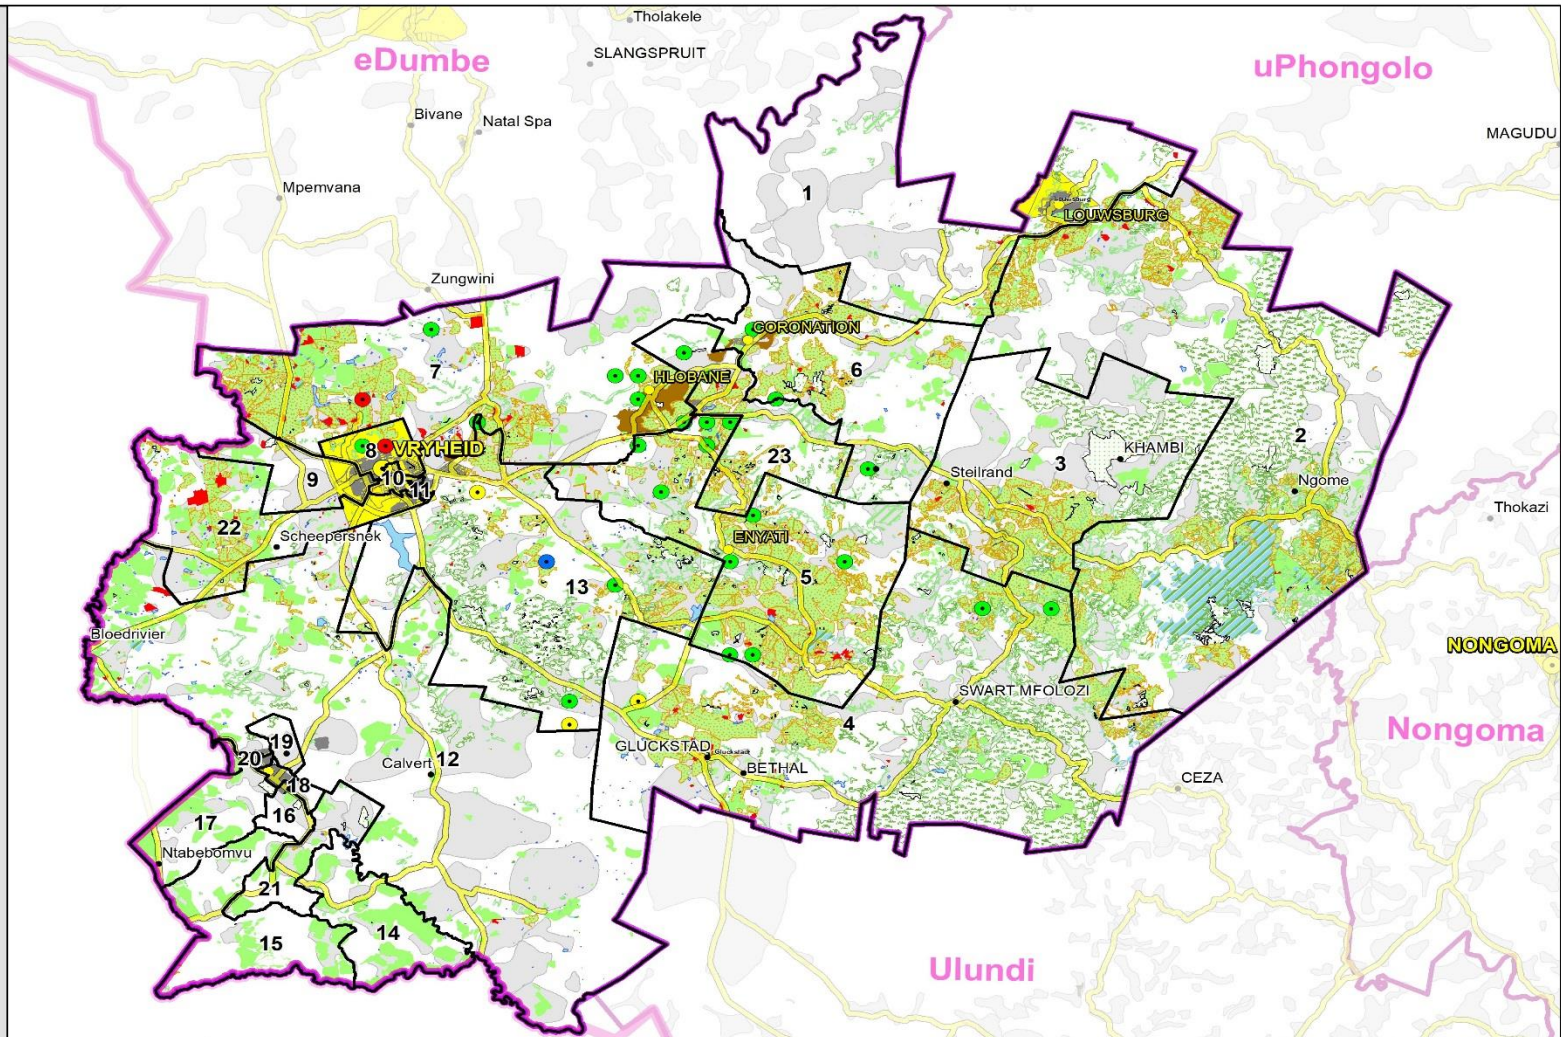 Tholakele
SLANGSPRUIT
eDumbe
uPhongolo
Bivane
Natal Spa
MAGUDU
Mpemvana
1
LOUWSBURG
Zungwini
CORONATION
7
6
HLOBANE
2
8
VRYHEID
23
3
KHAMBI
9
10
11
Steilrand
Ngome
22
Thokazi
Scheepersnek
ENYATI
13
5
Bloedrivier
NONGOMA
SWART MFOLOZI
4
Nongoma
19
GLUCKSTAD
Gluckstadt
20
Calvert
12
BETHAL
CEZA
18
16
17
Ntabebomvu
21
14
15
Ulundi